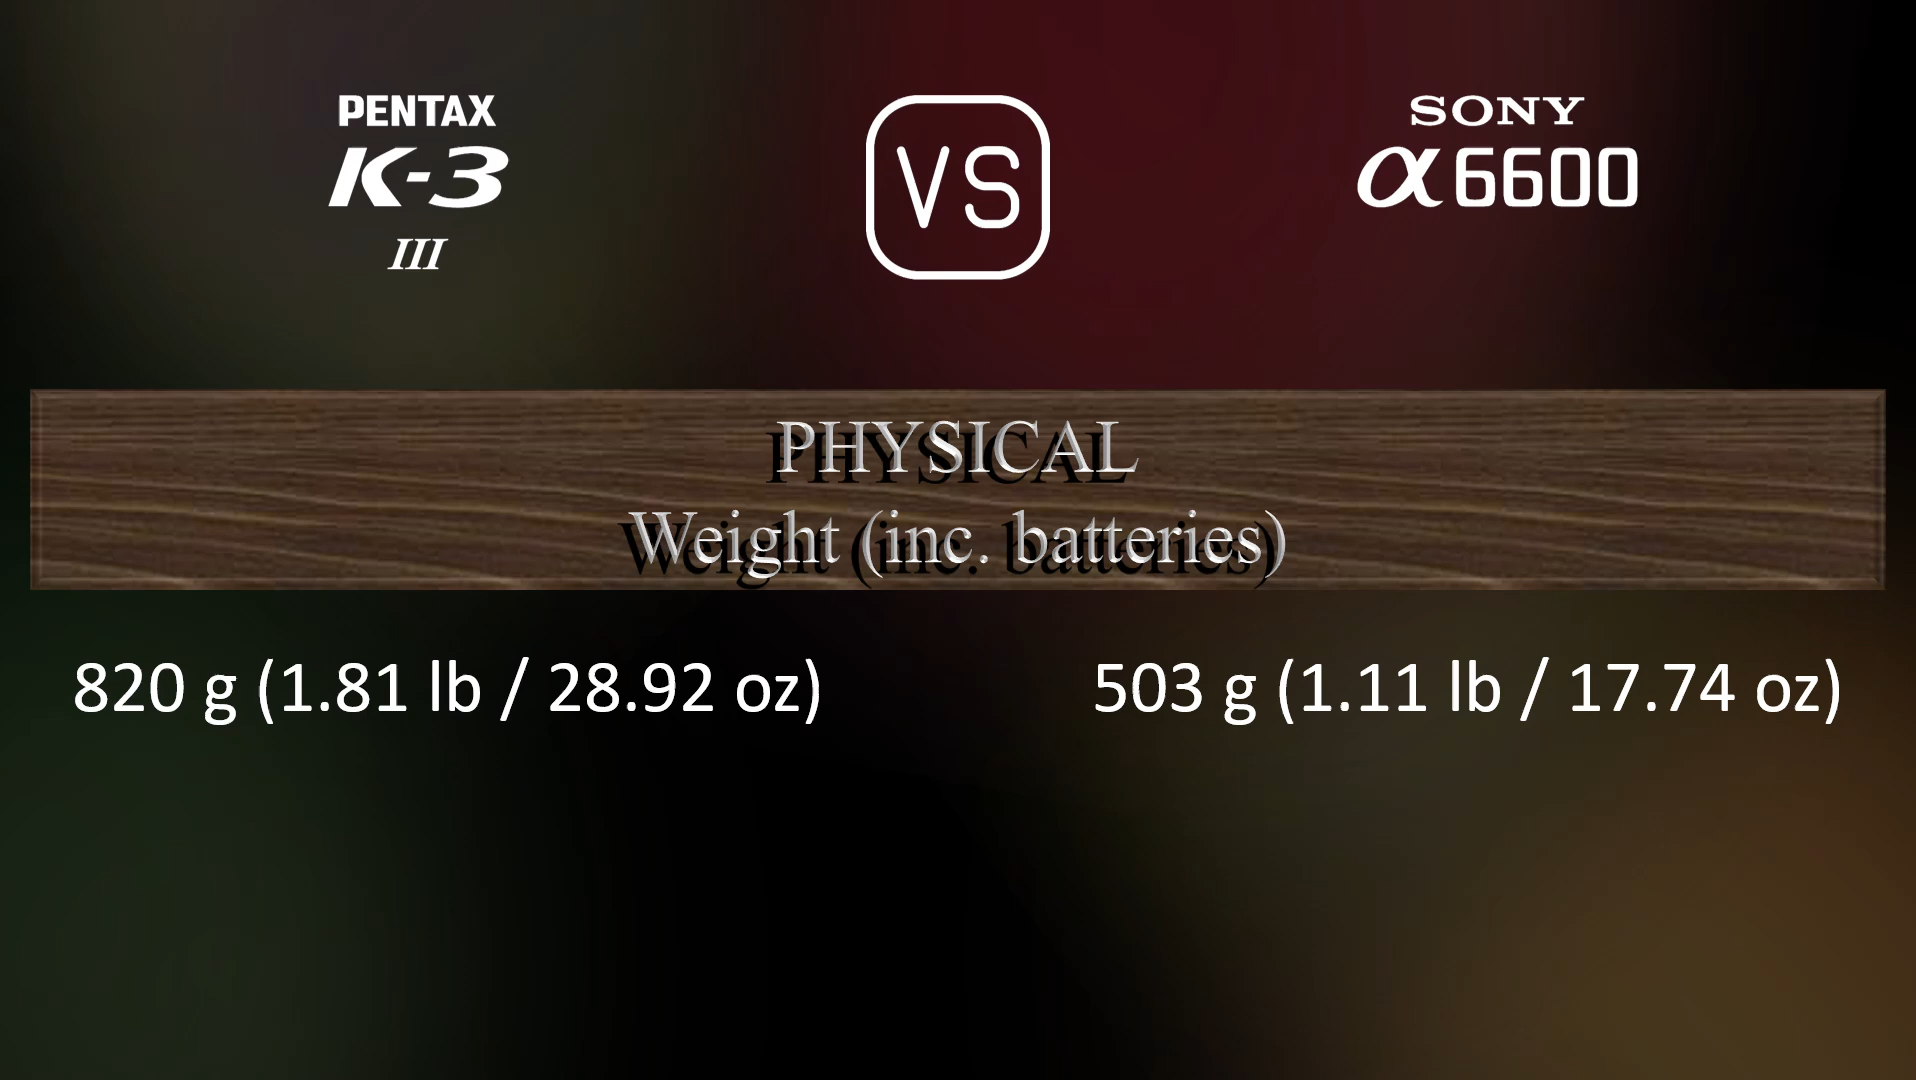 PENTAX
K-3
III
VS
SONY
α6600
PHYSICAL
Weight (inc. batteries)
820 g (1.81 lb / 28.92 oz)
503 g (1.11 lb / 17.74 oz)